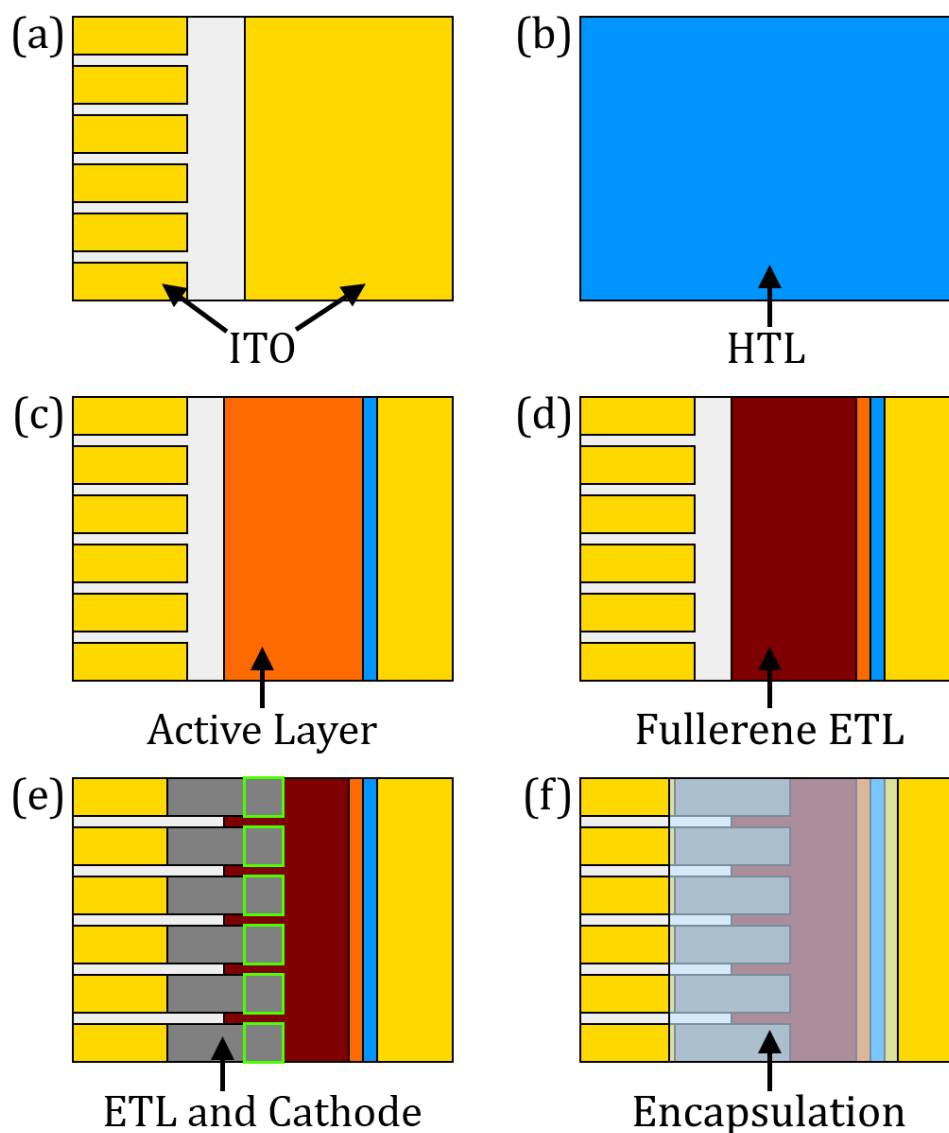 (a)
(b)
ITO
HTL
(c)
(d)
Active Layer
Fullerene ETL
(e)
(f)
ETL and Cathode
Encapsulation